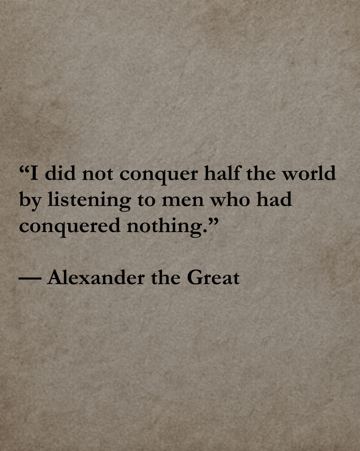 “I did not conquer half the world
by listening to men who had
conquered nothing.”
— Alexander the Great